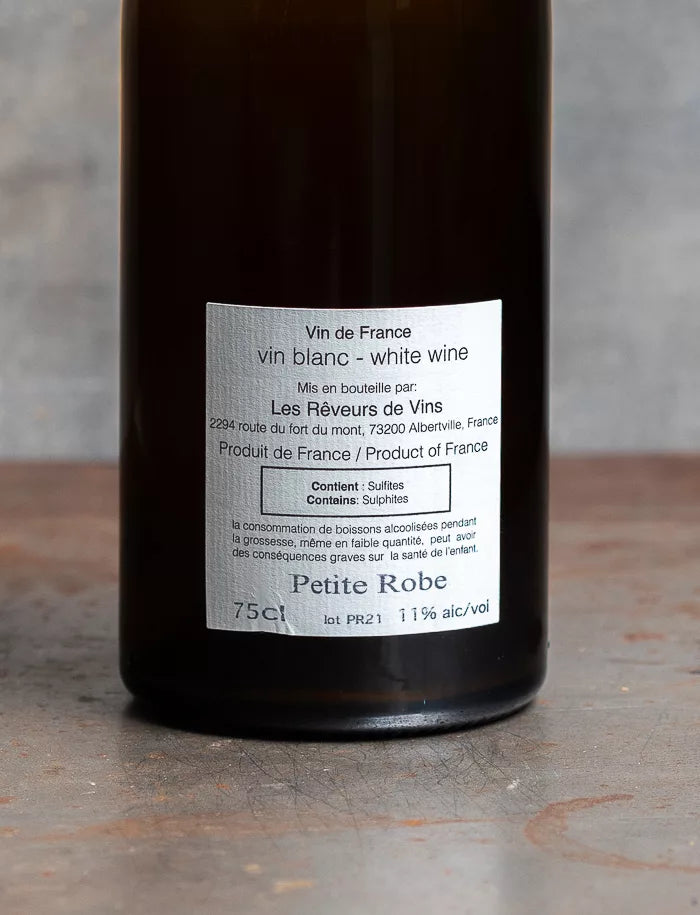 Vin de France
vin blanc - white wine
Mis en bouteille par:
Les Rêveurs de Vins
2294 route du fort du mont, 73200 Albertville, France
Produit de France / Product of France
Contient : Sulfites
Contains: Sulphites
la consommation de boissons alcoolisées pendant
la grossesse, même en faible quantité, peut avoir
des conséquences graves sur la santé de l'enfant.
Petite Robe
75cl lot PR21 11% alc/vol